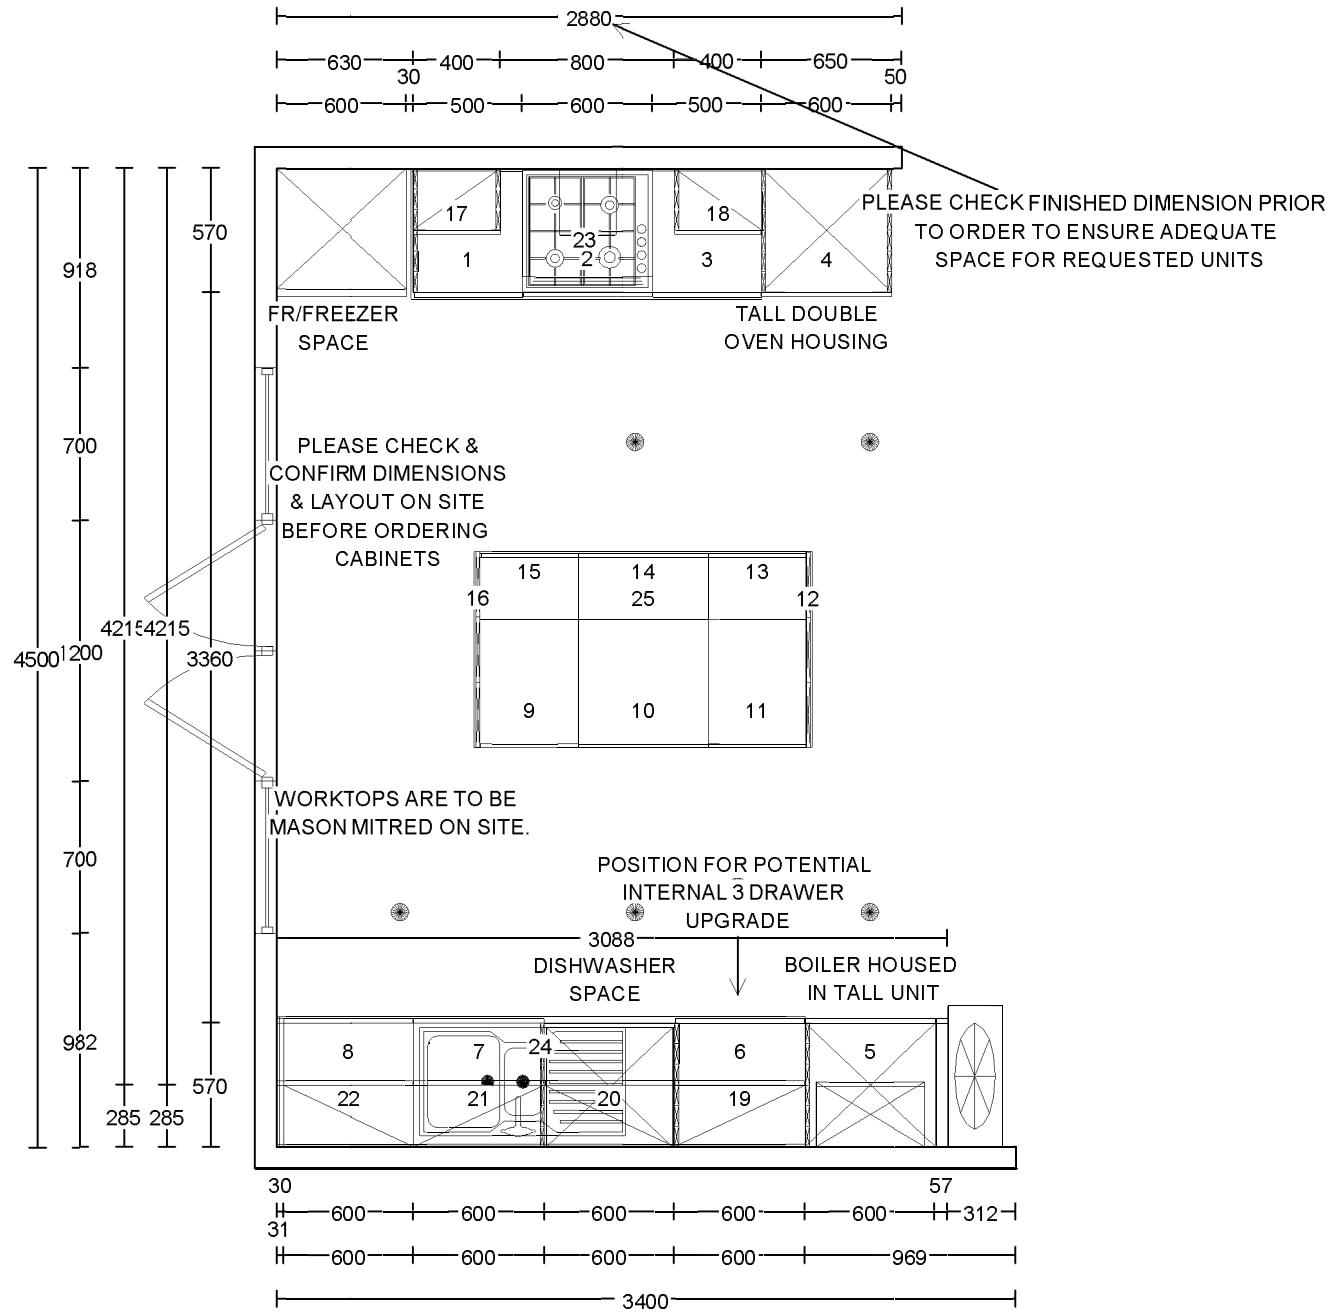 2880
630 400 800 400 650
30 50
600 500 600 500 600
17 18
23
1 2 3 4
570
918
PLEASE CHECK FINISHED DIMENSION PRIOR
TO ORDER TO ENSURE ADEQUATE
SPACE FOR REQUESTED UNITS
FR/FREEZER
SPACE
TALL DOUBLE
OVEN HOUSING
700
PLEASE CHECK &
CONFIRM DIMENSIONS
& LAYOUT ON SITE
BEFORE ORDERING
CABINETS
15 14 13
16 25 12
4215 4215
4500 1200 3360
9 10 11
WORKTOPS ARE TO BE
MASON MITRED ON SITE.
700
POSITION FOR POTENTIAL
INTERNAL 3 DRAWER
UPGRADE
3088
DISHWASHER
SPACE
BOILER HOUSED
IN TALL UNIT
982
8 7 24 6 5
570
22 21 20 19
285 285
30 57
600 600 600 600 600 312
31
600 600 600 600 969
3400